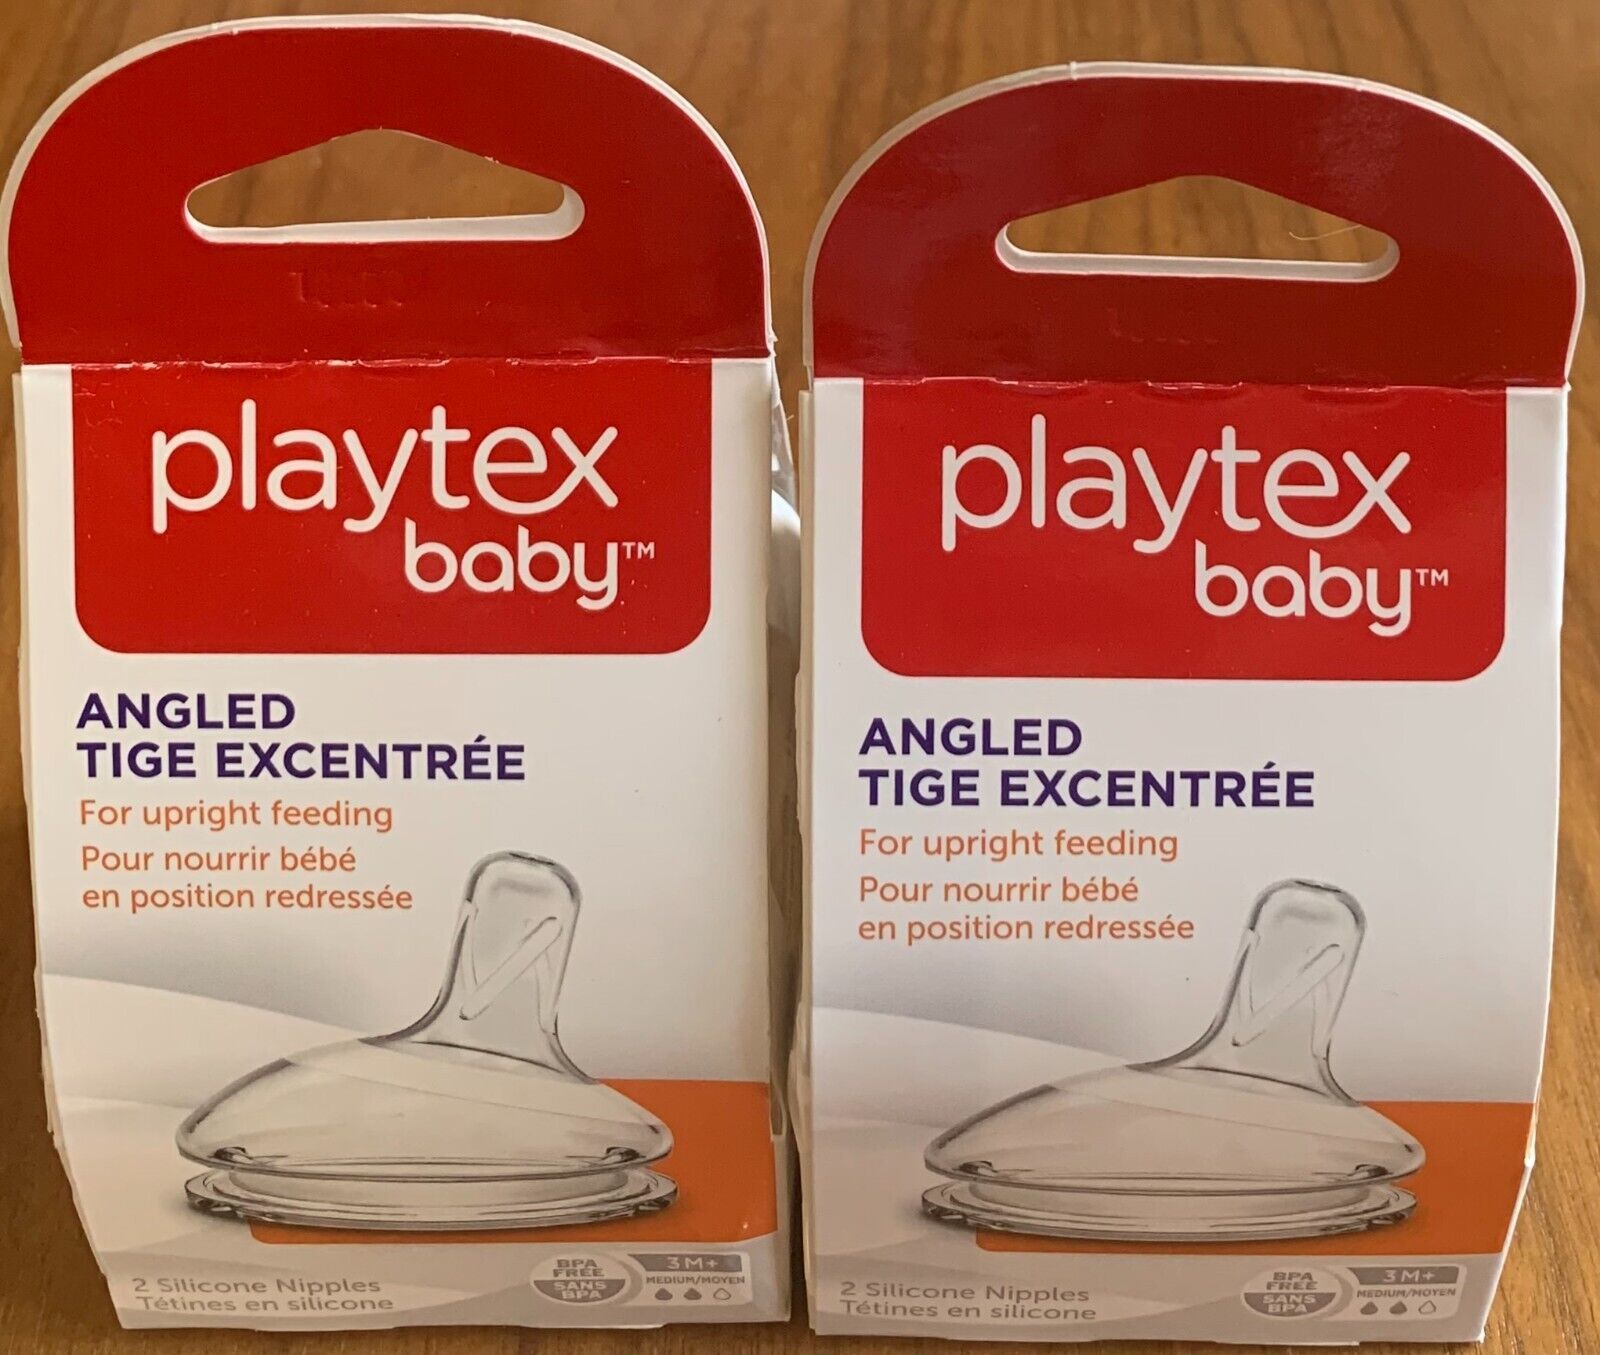 playtex
baby™
ANGLED
TIGE EXCENTRÉE
For upright feeding
Pour nourrir bébé
en position redressée
2 Silicone Nipples
Tétines en silicone
BPA
FREE
SANS
BPA
3M+
MEDIUM/MOYEN
playtex
baby™
ANGLED
TIGE EXCENTRÉE
For upright feeding
Pour nourrir bébé
en position redressée
2 Silicone Nipples
Tétines en silicone
BPA
FREE
SANS
BPA
3M+
MEDIUM/MOYEN